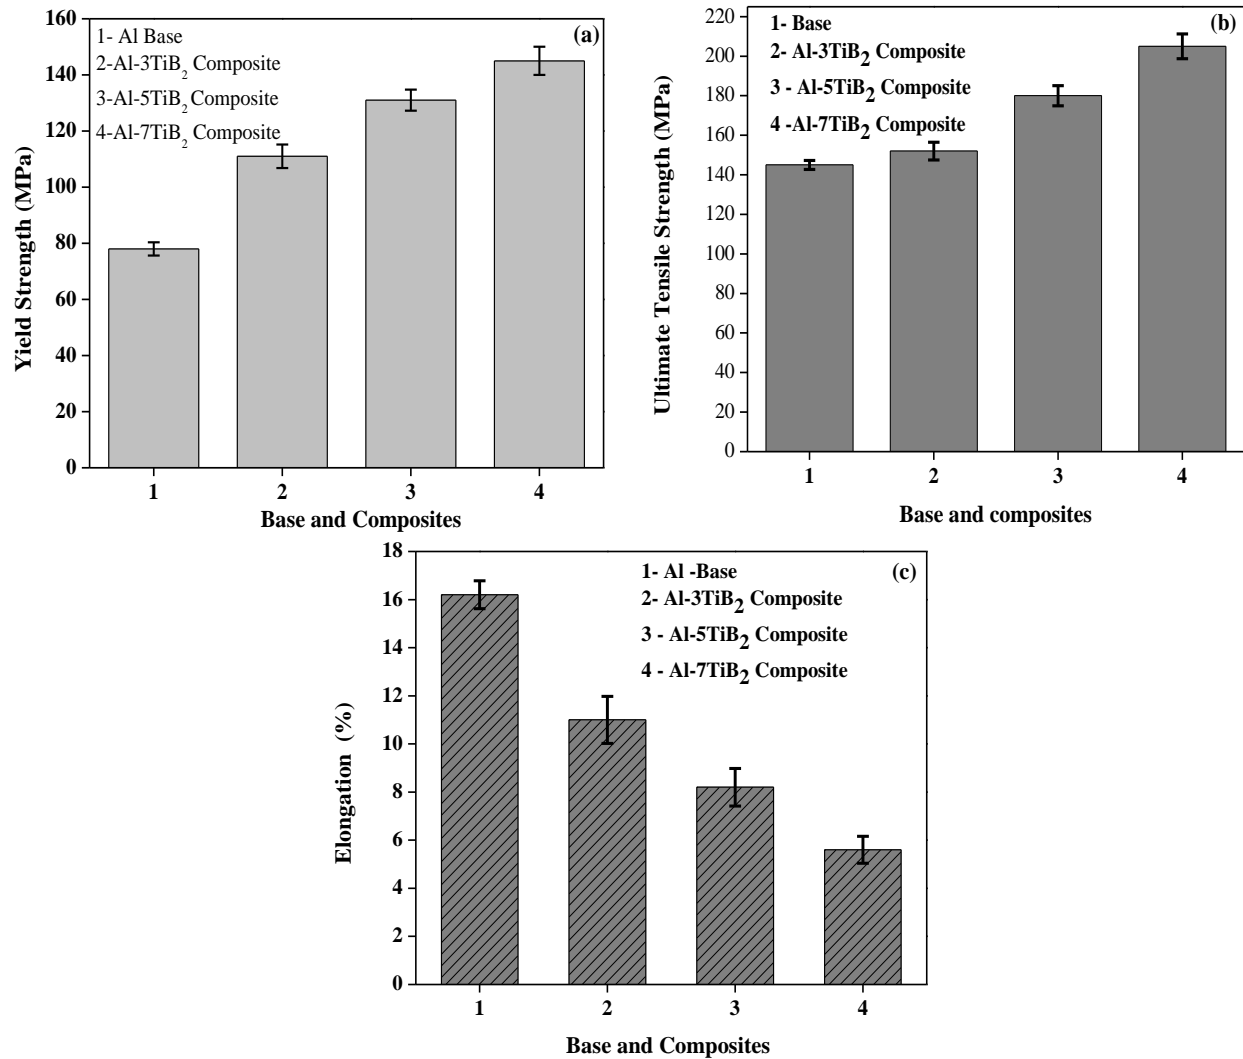 (a)
1- Al Base
2-Al-3TiB2 Composite
3-Al-5TiB2 Composite
4-Al-7TiB2 Composite
Yield Strength (MPa)
160
140
120
100
80
60
40
20
0
1 2 3 4
Base and Composites
(b)
1- Base
2- Al-3TiB2 Composite
3 - Al-5TiB2 Composite
4 -Al-7TiB2 Composite
Ultimate Tensile Strength (MPa)
220
200
180
160
140
120
100
80
60
40
20
0
1 2 3 4
Base and composites
(c)
1- Al -Base
2- Al-3TiB2 Composite
3 - Al-5TiB2 Composite
4 - Al-7TiB2 Composite
Elongation (%)
18
16
14
12
10
8
6
4
2
0
1 2 3 4
Base and Composites